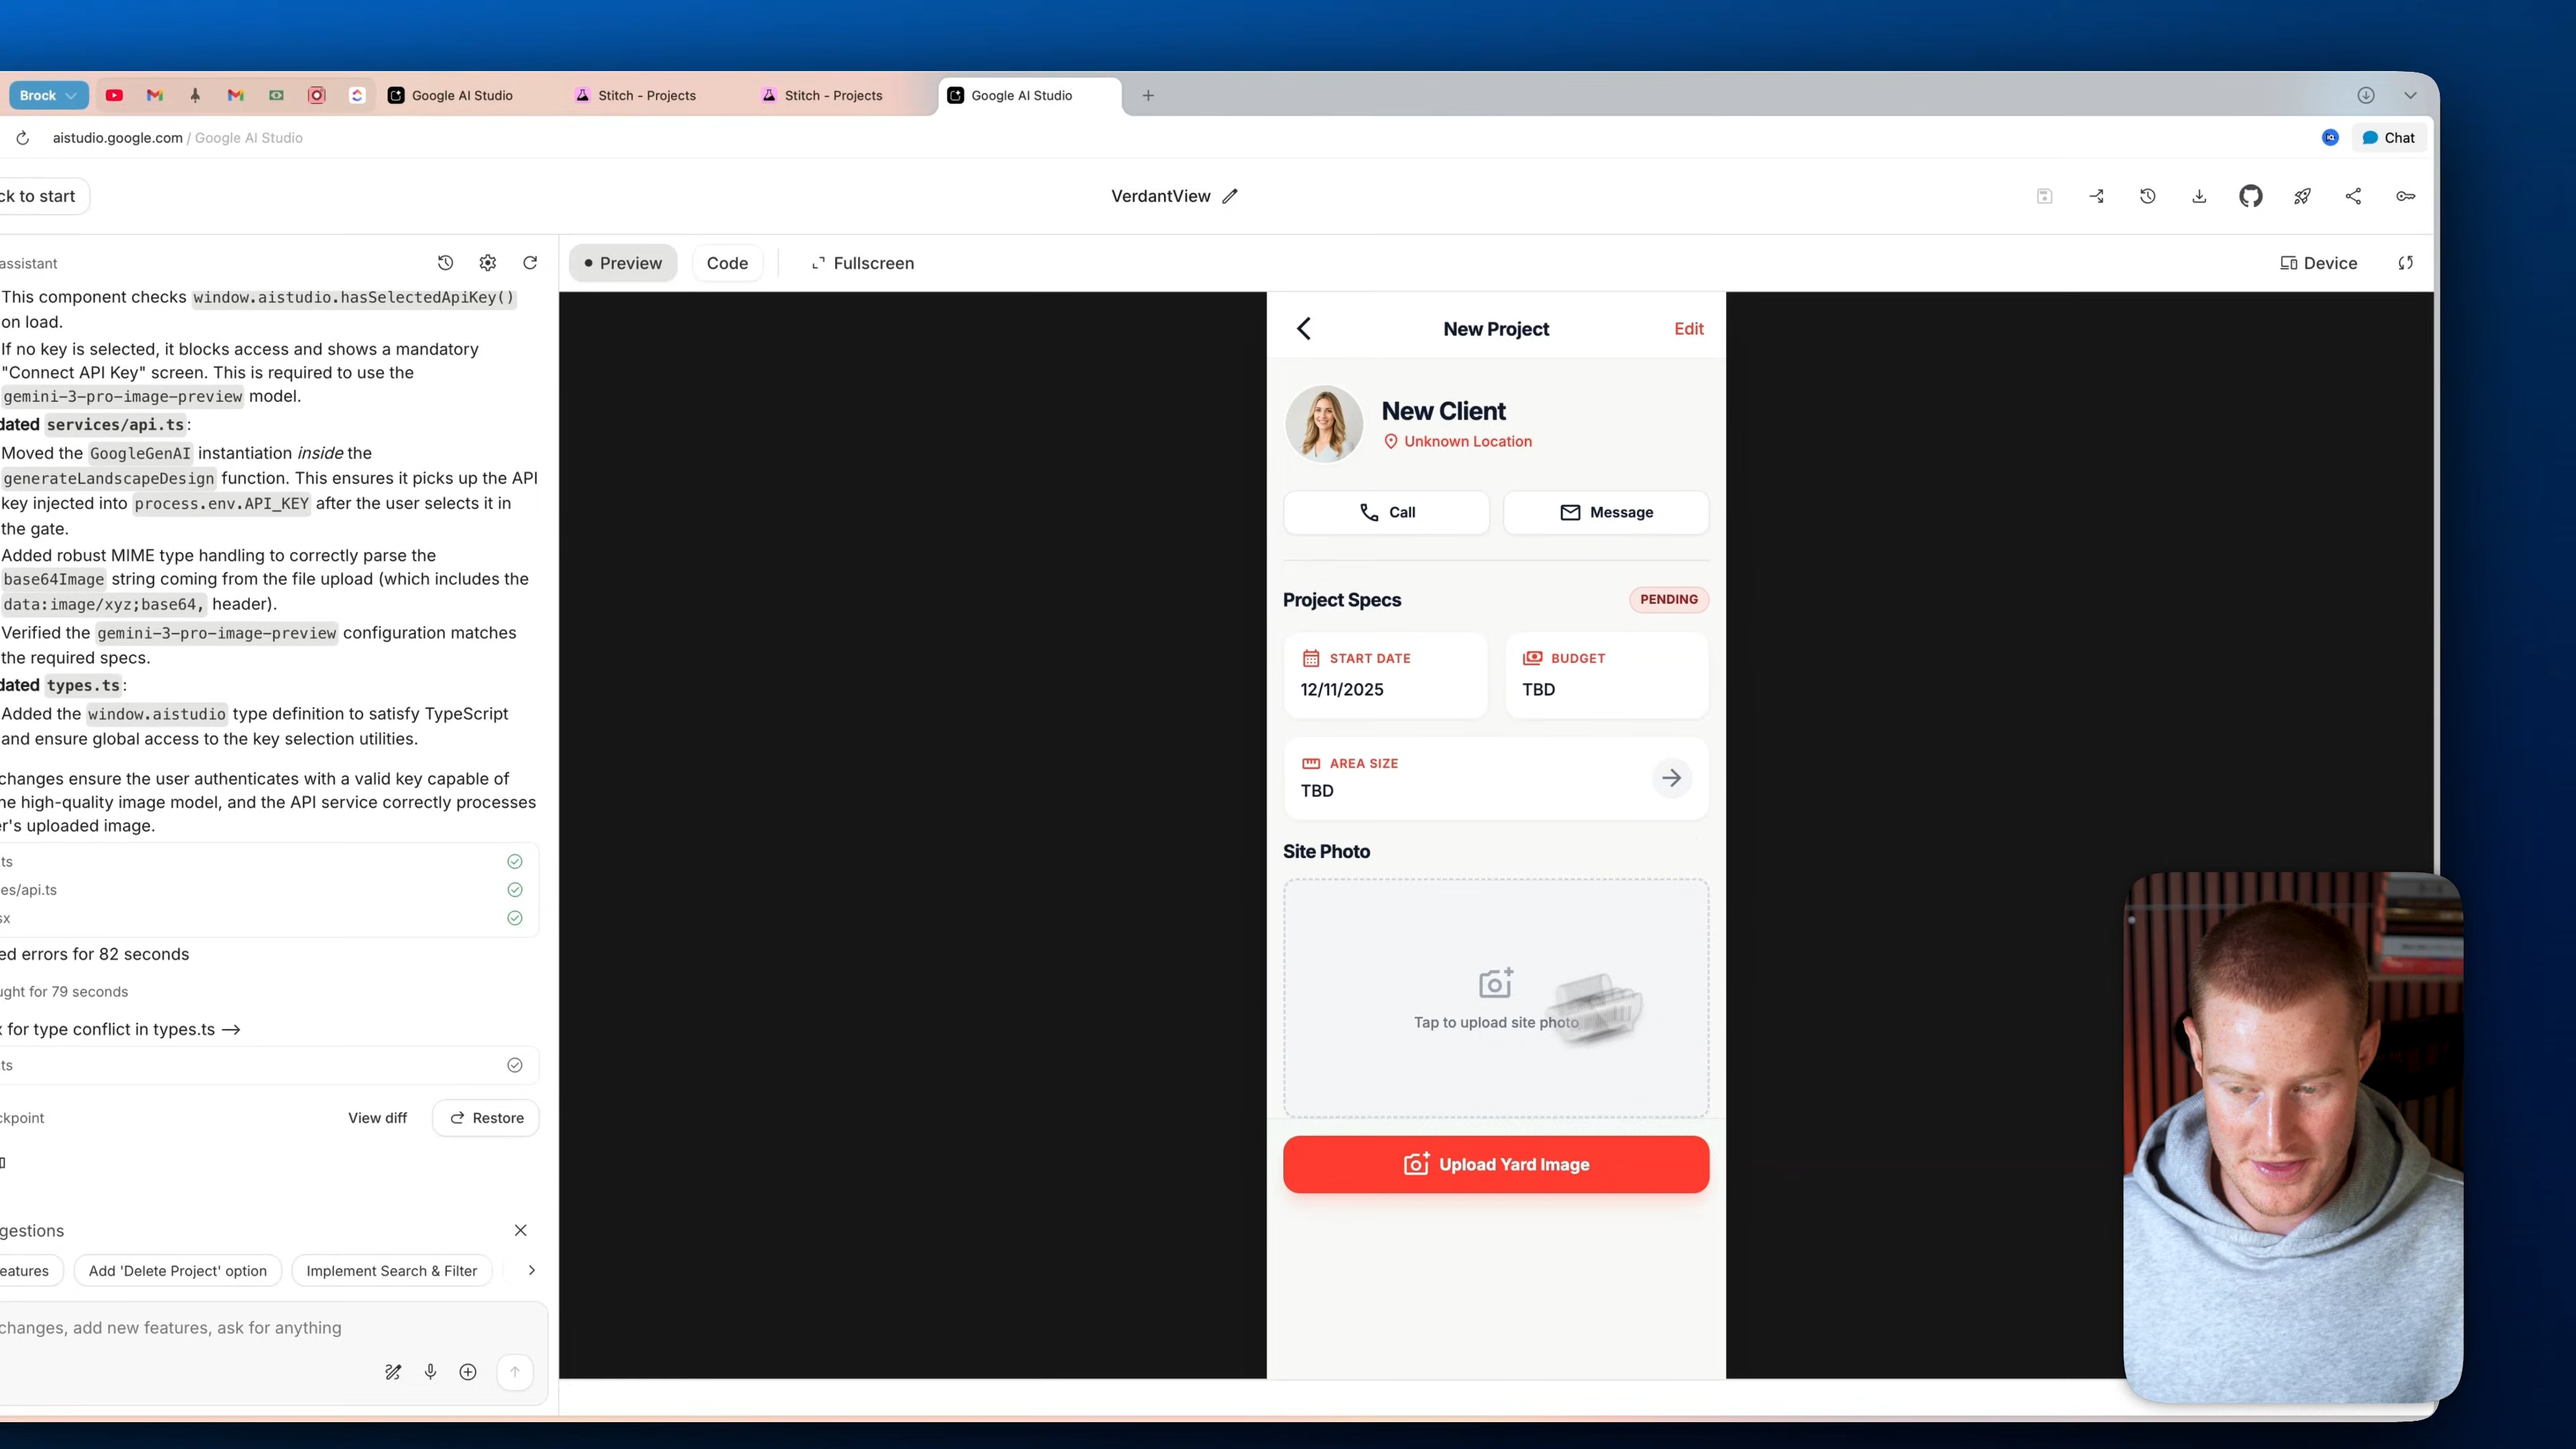 Brock
Google AI Studio
Stitch - Projects
Stitch - Projects
Google AI Studio
aistudio.google.com / Google AI Studio
Chat
ck to start
VerdantView
assistant
Preview
Code
Fullscreen
Device
This component checks window.aistudio.hasSelectedApiKey()
on load.
If no key is selected, it blocks access and shows a mandatory
"Connect API Key" screen. This is required to use the
gemini-3-pro-image-preview model.
dated services/api.ts:
Moved the GoogleGenAI instantiation inside the
generateLandscapeDesign function. This ensures it picks up the API
key injected into process.env.API_KEY after the user selects it in
the gate.
Added robust MIME type handling to correctly parse the
base64Image string coming from the file upload (which includes the
data:image/xyz;base64, header).
Verified the gemini-3-pro-image-preview configuration matches
the required specs.
dated types.ts:
Added the window.aistudio type definition to satisfy TypeScript
and ensure global access to the key selection utilities.
changes ensure the user authenticates with a valid key capable of
ne high-quality image model, and the API service correctly processes
r's uploaded image.
ts
es/api.ts
sx
ed errors for 82 seconds
ught for 79 seconds
x for type conflict in types.ts →
ts
ckpoint
View diff
Restore
gestions
eatures
Add 'Delete Project' option
Implement Search & Filter
changes, add new features, ask for anything
New Project
Edit
New Client
Unknown Location
Call
Message
Project Specs
PENDING
START DATE
12/11/2025
BUDGET
TBD
AREA SIZE
TBD
Site Photo
Tap to upload site photo
Upload Yard Image